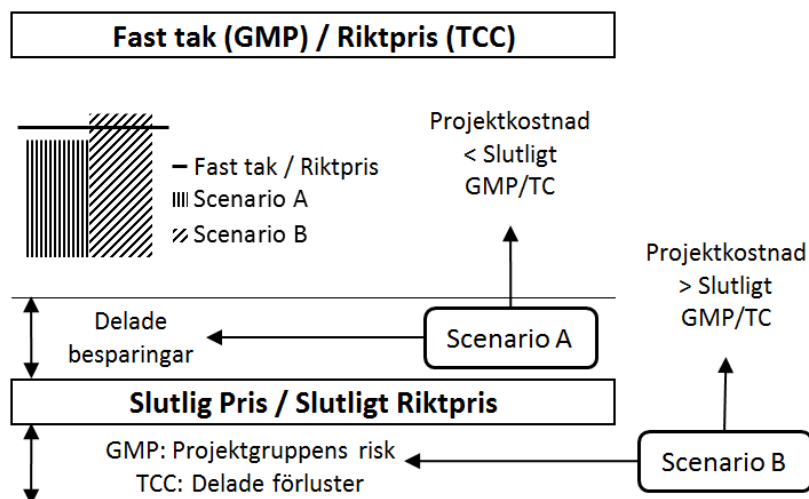 Fast tak (GMP) / Riktpris (TCC)
Fast tak / Riktpris
Scenario A
Scenario B
Projektkostnad
< Slutligt
GMP/TC
Projektkostnad
> Slutligt
GMP/TC
Delade
besparingar
Scenario A
Slutlig Pris / Slutligt Riktpris
GMP: Projektgruppens risk
TCC: Delade förluster
Scenario B